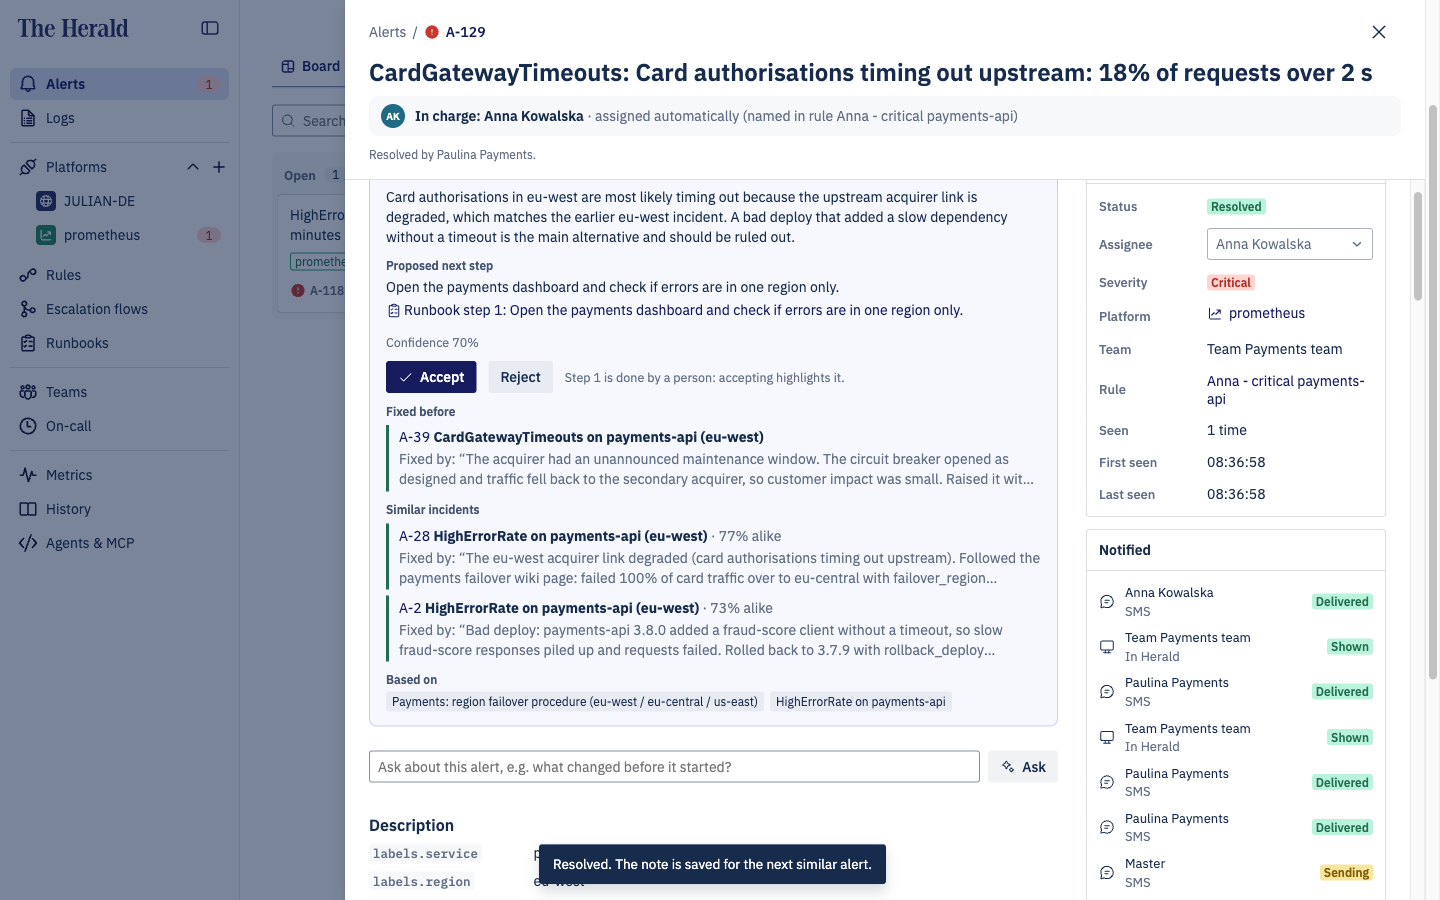 The Herald
Alerts 1
Logs
Platforms
JULIAN-DE
prometheus 1
Rules
Escalation flows
Runbooks
Teams
On-call
Metrics
History
Agents & MCP
Board
Search
Open 1
HighErro
minutes
promethe
A-118
Alerts / A-129
CardGatewayTimeouts: Card authorisations timing out upstream: 18% of requests over 2 s
AK In charge: Anna Kowalska · assigned automatically (named in rule Anna - critical payments-api)
Resolved by Paulina Payments.
Card authorisations in eu-west are most likely timing out because the upstream acquirer link is
degraded, which matches the earlier eu-west incident. A bad deploy that added a slow dependency
without a timeout is the main alternative and should be ruled out.
Proposed next step
Open the payments dashboard and check if errors are in one region only.
Runbook step 1: Open the payments dashboard and check if errors are in one region only.
Confidence 70%
Accept Reject Step 1 is done by a person: accepting highlights it.
Fixed before
A-39 CardGatewayTimeouts on payments-api (eu-west)
Fixed by: “The acquirer had an unannounced maintenance window. The circuit breaker opened as
designed and traffic fell back to the secondary acquirer, so customer impact was small. Raised it wit...
Similar incidents
A-28 HighErrorRate on payments-api (eu-west) · 77% alike
Fixed by: “The eu-west acquirer link degraded (card authorisations timing out upstream). Followed the
payments failover wiki page: failed 100% of card traffic over to eu-central with failover_region...
A-2 HighErrorRate on payments-api (eu-west) · 73% alike
Fixed by: “Bad deploy: payments-api 3.8.0 added a fraud-score client without a timeout, so slow
fraud-score responses piled up and requests failed. Rolled back to 3.7.9 with rollback_deploy...
Based on
Payments: region failover procedure (eu-west / eu-central / us-east) HighErrorRate on payments-api
Ask about this alert, e.g. what changed before it started? Ask
Description
labels.service
labels.region
Resolved. The note is saved for the next similar alert.
Status Resolved
Assignee Anna Kowalska
Severity Critical
Platform prometheus
Team Team Payments team
Rule Anna - critical payments-
api
Seen 1 time
First seen 08:36:58
Last seen 08:36:58
Notified
Anna Kowalska
SMS Delivered
Team Payments team
In Herald Shown
Paulina Payments
SMS Delivered
Team Payments team
In Herald Shown
Paulina Payments
SMS Delivered
Paulina Payments
SMS Delivered
Master
SMS Sending